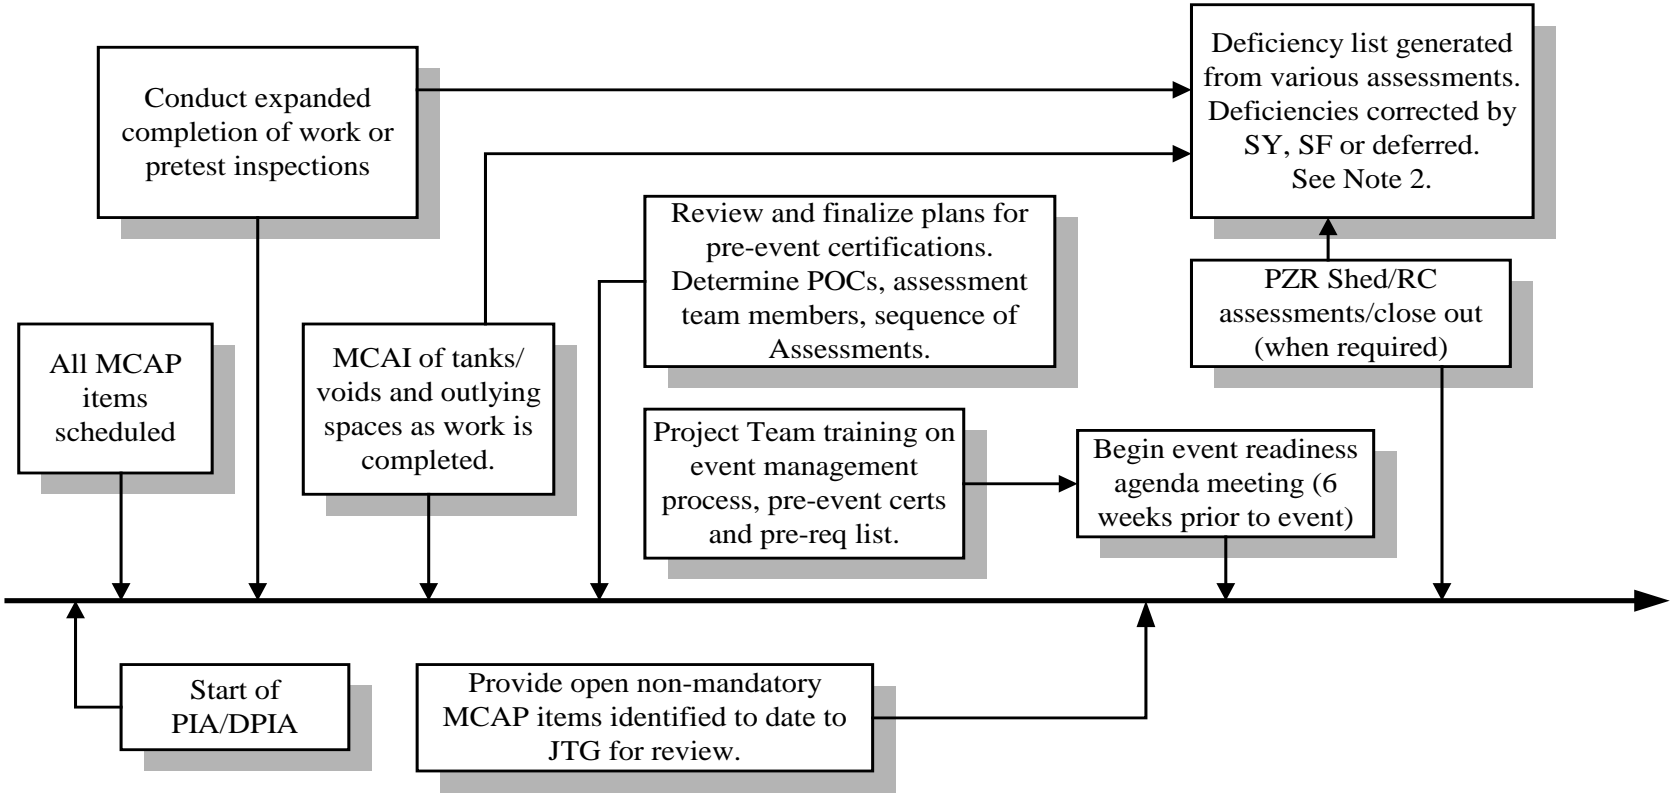 Conduct expanded
completion of work or
pretest inspections
Deficiency list generated
from various assessments.
Deficiencies corrected by
SY, SF or deferred.
See Note 2.
Review and finalize plans for
pre-event certifications.
Determine POCs, assessment
team members, sequence of
Assessments.
PZR Shed/RC
assessments/close out
(when required)
All MCAP
items
scheduled
MCAI of tanks/
voids and outlying
spaces as work is
completed.
Project Team training on
event management
process, pre-event certs
and pre-req list.
Begin event readiness
agenda meeting (6
weeks prior to event)
Start of
PIA/DPIA
Provide open non-mandatory
MCAP items identified to date to
JTG for review.